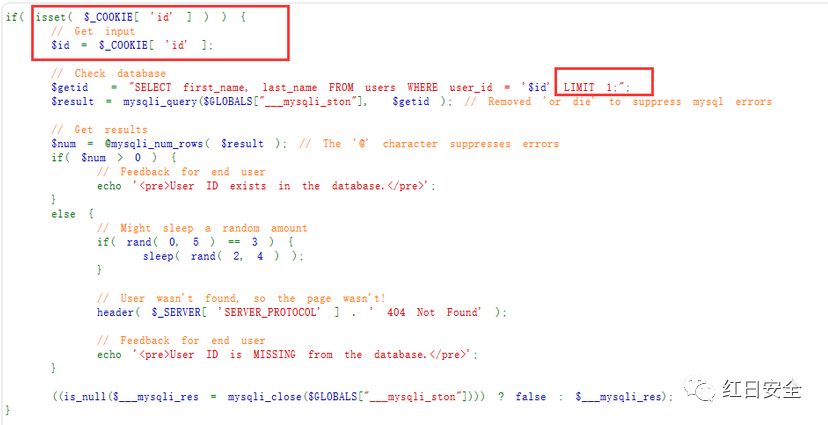 if( isset( $_COOKIE[ 'id' ] ) ) {
// Get input
$id = $_COOKIE[ 'id' ];
// Check database
$getid = "SELECT first_name, last_name FROM users WHERE user_id = '$id' LIMIT 1;";
$result = mysqli_query($GLOBALS["___mysqli_ston"], $getid ); // Removed 'or die' to suppress mysql errors
// Get results
$num = @mysqli_num_rows( $result ); // The '@' character suppresses errors
if( $num > 0 ) {
// Feedback for end user
echo '<pre>User ID exists in the database.</pre>';
}
else {
// Might sleep a random amount
if( rand( 0, 5 ) == 3 ) {
sleep( rand( 2, 4 ) );
}
// User wasn't found, so the page wasn't!
header( $_SERVER[ 'SERVER_PROTOCOL' ] . ' 404 Not Found' );
// Feedback for end user
echo '<pre>User ID is MISSING from the database.</pre>';
}
((is_null($___mysqli_res = mysqli_close($GLOBALS["___mysqli_ston"]))) ? false : $___mysqli_res);
}
红日安全